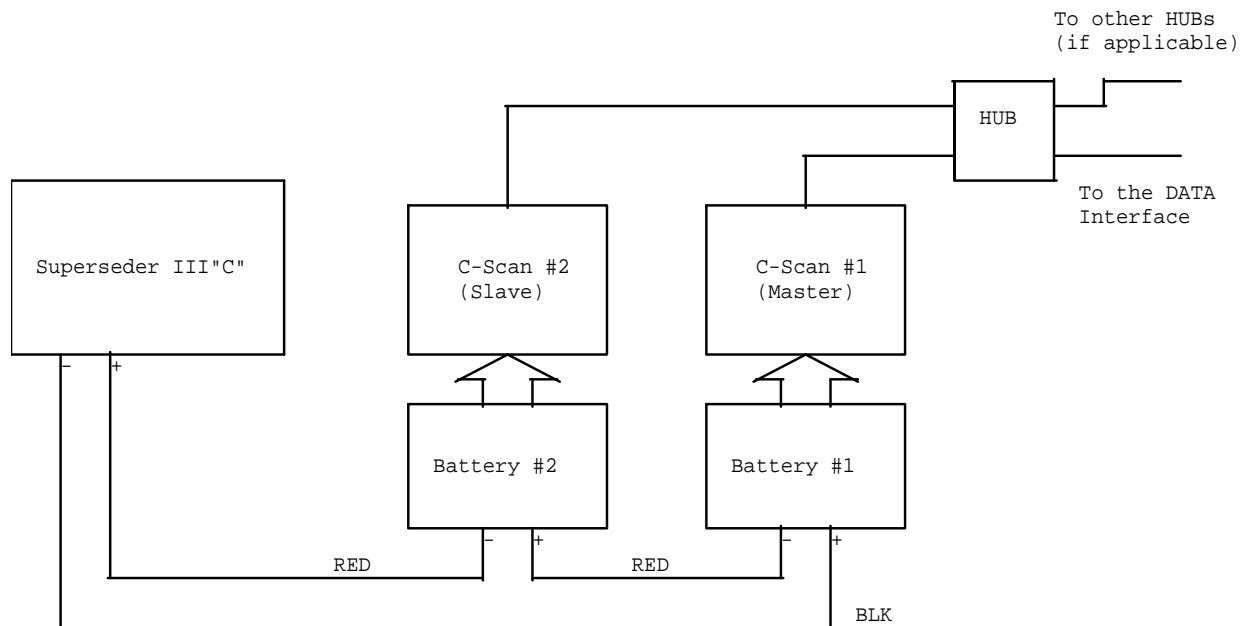 To other HUBs
(if applicable)
HUB
To the DATA
Interface
Superseder III"C"
C-Scan #2
(Slave)
C-Scan #1
(Master)
- +
Battery #2
Battery #1
- +
- +
RED
RED
BLK